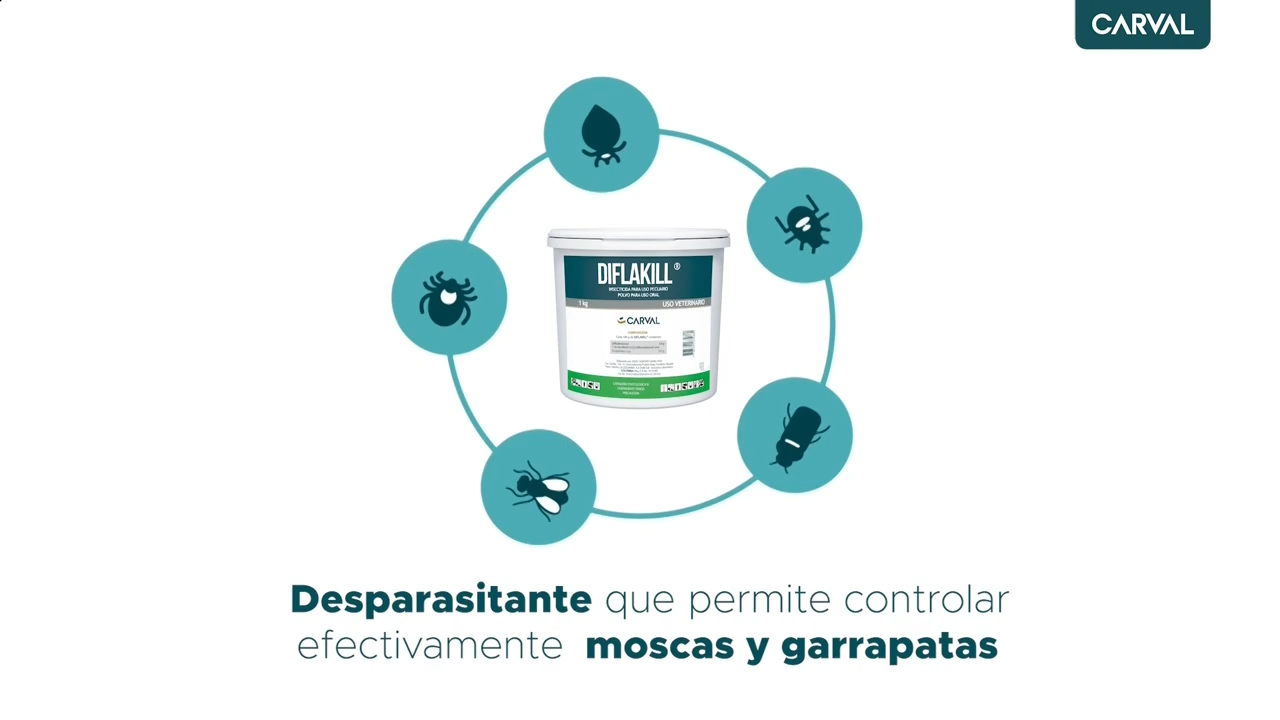 CARVAL
DIFLAKILL®
INSECTICIDA PARA USO PECUARIO
POLVO PARA USO ORAL
1 kg
USO VETERINARIO
CARVAL
Desparasitante que permite controlar
efectivamente moscas y garrapatas